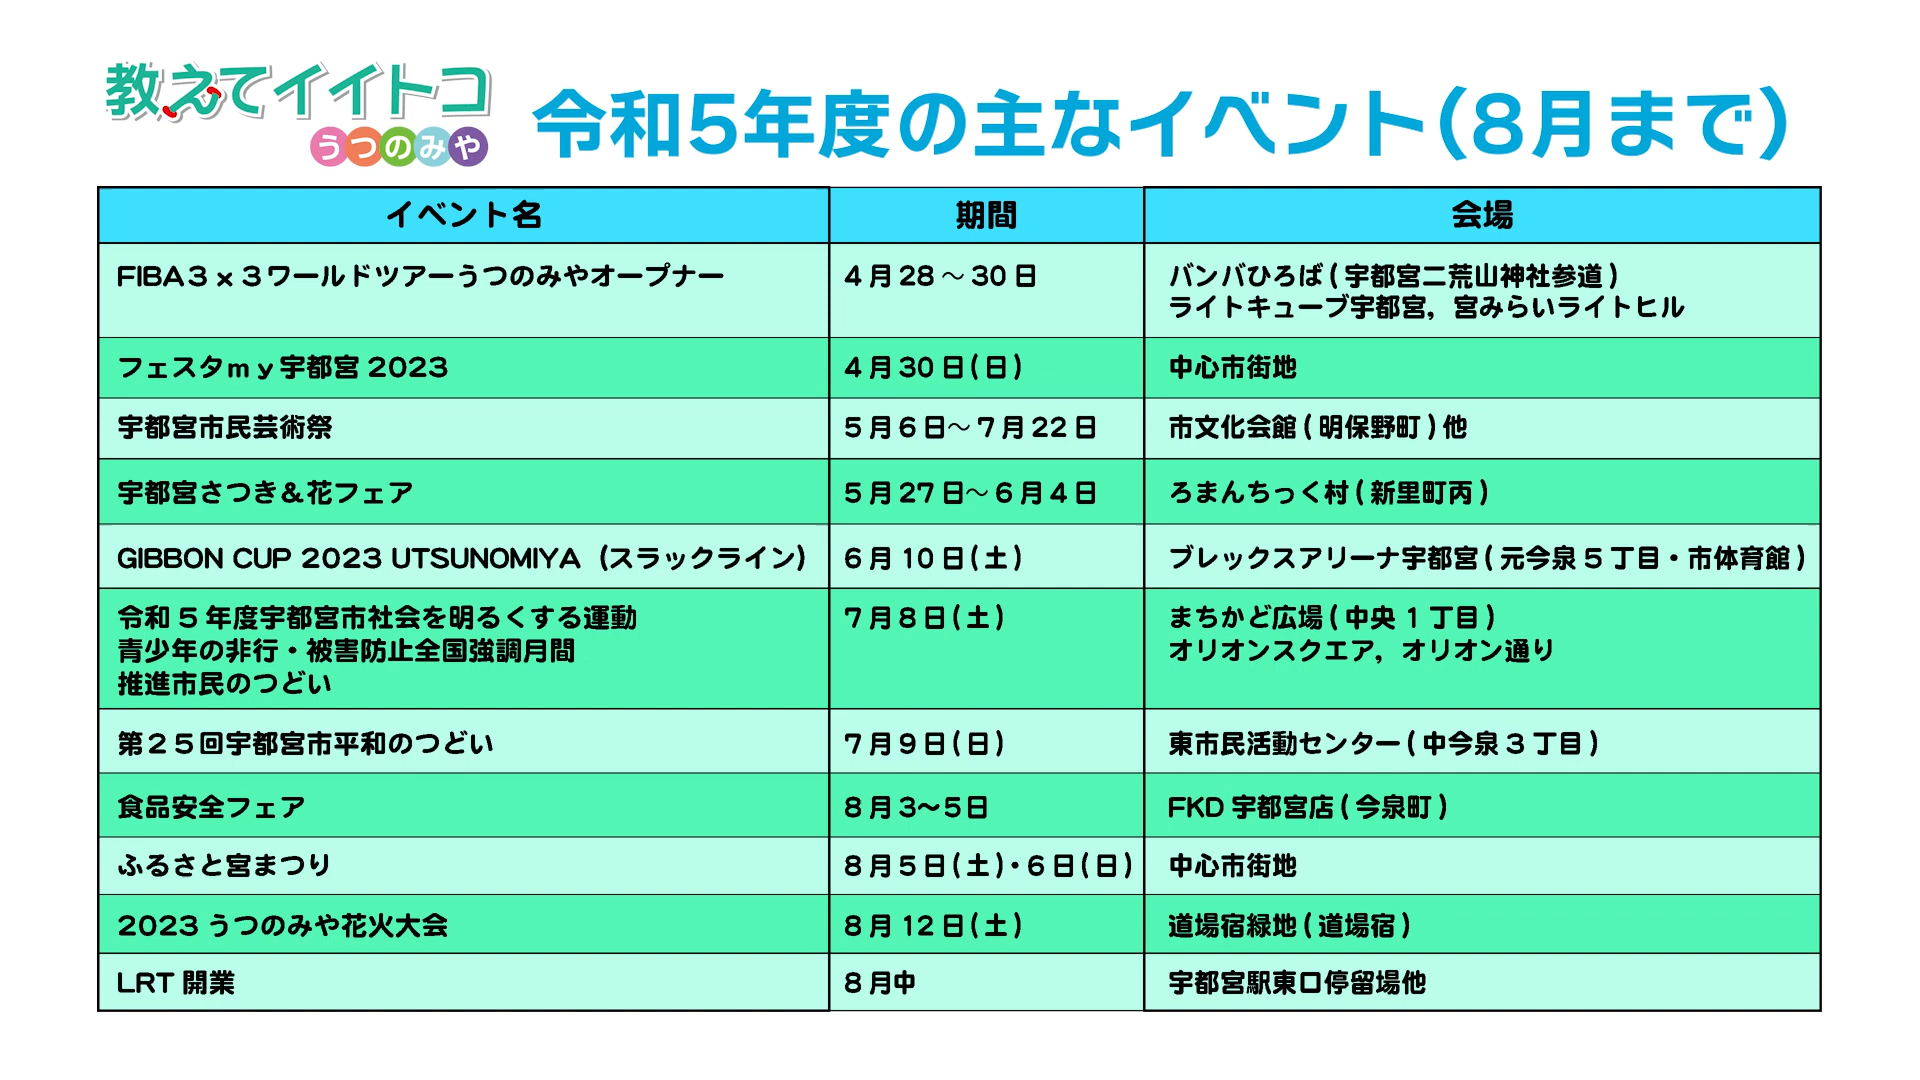 教えてイイトコ
うつのみや
令和5年度の主なイベント(8月まで)
イベント名 期間 会場
FIBA3x3ワールドツアーうつのみやオープナー 4月28～30日 バンバひろば(宇都宮二荒山神社参道)
ライトキューブ宇都宮，宮みらいライトヒル
フェスタmy宇都宮2023 4月30日(日) 中心市街地
宇都宮市民芸術祭 5月6日～7月22日 市文化会館(明保野町)他
宇都宮さつき&花フェア 5月27日～6月4日 ろまんちっく村(新里町丙)
GIBBON CUP 2023 UTSUNOMIYA（スラックライン） 6月10日(土) ブレックスアリーナ宇都宮(元今泉5丁目・市体育館)
令和5年度宇都宮市社会を明るくする運動 7月8日(土) まちかど広場(中央1丁目)
青少年の非行・被害防止全国強調月間 オリオンスクエア，オリオン通り
推進市民のつどい
第25回宇都宮市平和のつどい 7月9日(日) 東市民活動センター(中今泉3丁目)
食品安全フェア 8月3～5日 FKD宇都宮店(今泉町)
ふるさと宮まつり 8月5日(土)・6日(日) 中心市街地
2023うつのみや花火大会 8月12日(土) 道場宿緑地(道場宿)
LRT開業 8月中 宇都宮駅東口停留場他